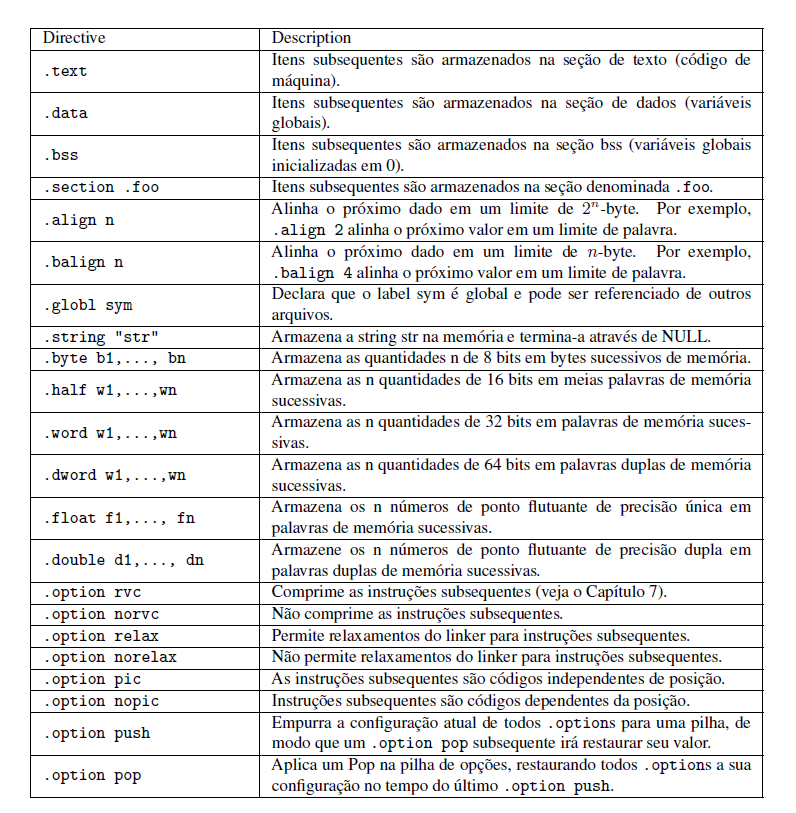 Directive Description
.text Itens subsequentes são armazenados na seção de texto (código de
máquina).
.data Itens subsequentes são armazenados na seção de dados (variáveis
globais).
.bss Itens subsequentes são armazenados na seção bss (variáveis globais
inicializadas em 0).
.section .foo Itens subsequentes são armazenados na seção denominada .foo.
.align n Alinha o próximo dado em um limite de 2ⁿ-byte. Por exemplo,
.align 2 alinha o próximo valor em um limite de palavra.
.balign n Alinha o próximo dado em um limite de n-byte. Por exemplo,
.balign 4 alinha o próximo valor em um limite de palavra.
.globl sym Declara que o label sym é global e pode ser referenciado de outros
arquivos.
.string "str" Armazena a string str na memória e termina-a através de NULL.
.byte b1,..., bn Armazena as quantidades n de 8 bits em bytes sucessivos de memória.
.half w1,...,wn Armazena as n quantidades de 16 bits em meias palavras de memória
sucessivas.
.word w1,...,wn Armazena as n quantidades de 32 bits em palavras de memória suces-
sivas.
.dword w1,...,wn Armazena as n quantidades de 64 bits em palavras duplas de memória
sucessivas.
.float f1,..., fn Armazena os n números de ponto flutuante de precisão única em
palavras de memória sucessivas.
.double d1,..., dn Armazene os n números de ponto flutuante de precisão dupla em
palavras duplas de memória sucessivas.
.option rvc Comprime as instruções subsequentes (veja o Capítulo 7).
.option norvc Não comprime as instruções subsequentes.
.option relax Permite relaxamentos do linker para instruções subsequentes.
.option norelax Não permite relaxamentos do linker para instruções subsequentes.
.option pic As instruções subsequentes são códigos independentes de posição.
.option nopic Instruções subsequentes são códigos dependentes da posição.
.option push Empurra a configuração atual de todos .options para uma pilha, de
modo que um .option pop subsequente irá restaurar seu valor.
.option pop Aplica um Pop na pilha de opções, restaurando todos .options a sua
configuração no tempo do último .option push.